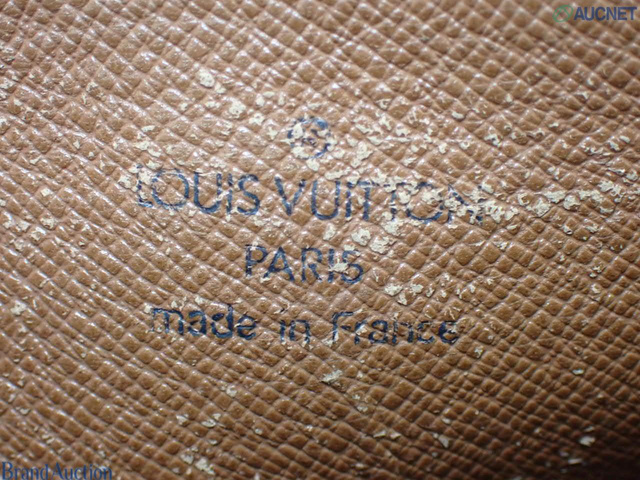 AUCNET
®
LOUIS VUITTON
PARIS
made in France
Brand Auction